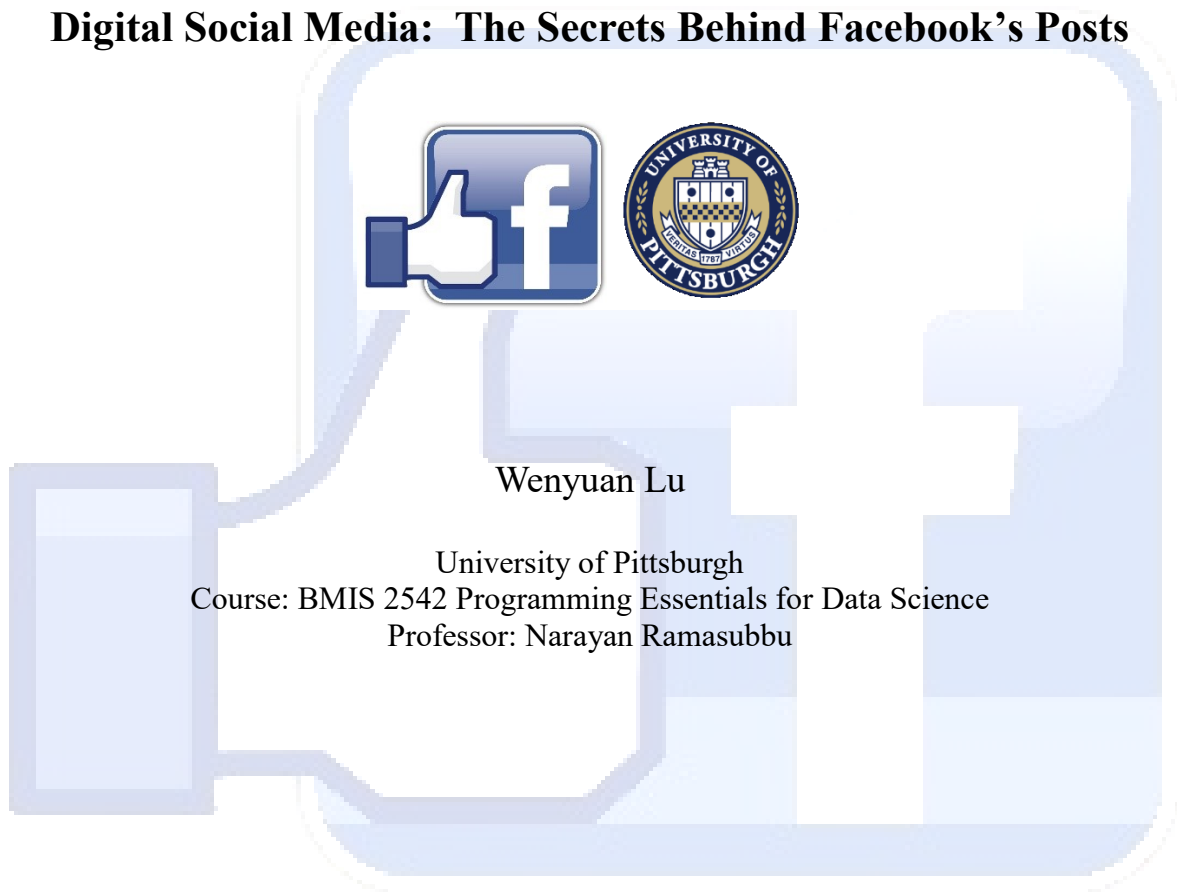 Digital Social Media:  The Secrets Behind Facebook’s Posts
f
UNIVERSITY OF
PITTSBURGH
VERITAS 1787 VIRTUS
Wenyuan Lu
University of Pittsburgh
Course: BMIS 2542 Programming Essentials for Data Science
Professor: Narayan Ramasubbu